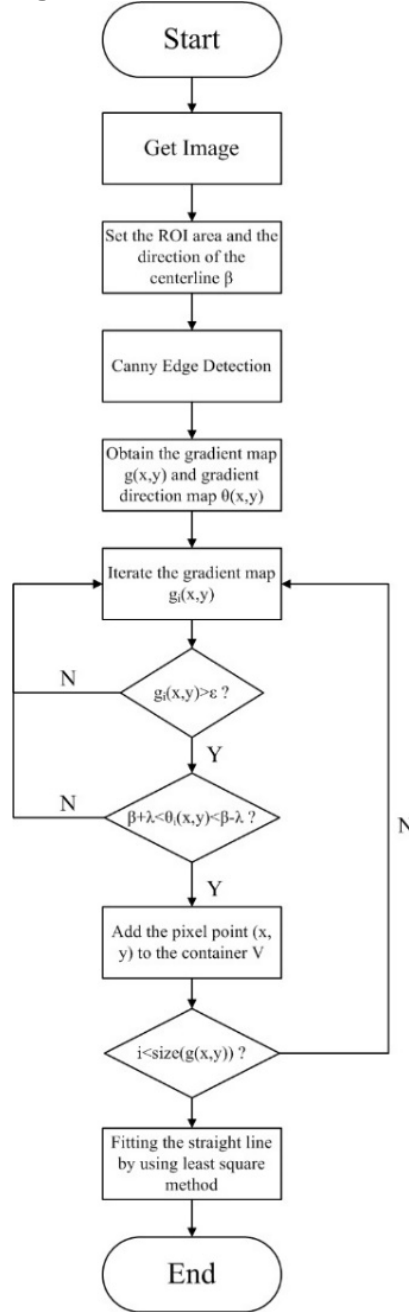 Start
Get Image
Set the ROI area and the
direction of the
centerline β
Canny Edge Detection
Obtain the gradient map
g(x,y) and gradient
direction map θ(x,y)
Iterate the gradient map
gᵢ(x,y)
N
gᵢ(x,y)>ε ?
Y
N
β+λ<θᵢ(x,y)<β-λ ?
N
Y
Add the pixel point (x,
y) to the container V
i<size(g(x,y)) ?
Fitting the straight line
by using least square
method
End